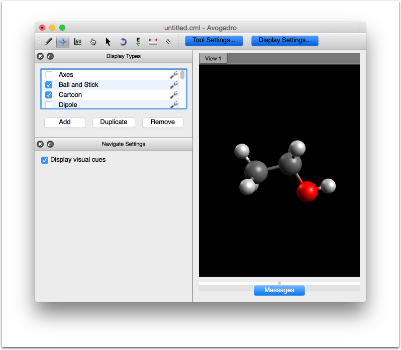 untitled.cml - Avogadro
Tool Settings... Display Settings...
Display Types
Axes
Ball and Stick
Cartoon
Dipole
Add Duplicate Remove
Navigate Settings
Display visual cues
View 1
Messages